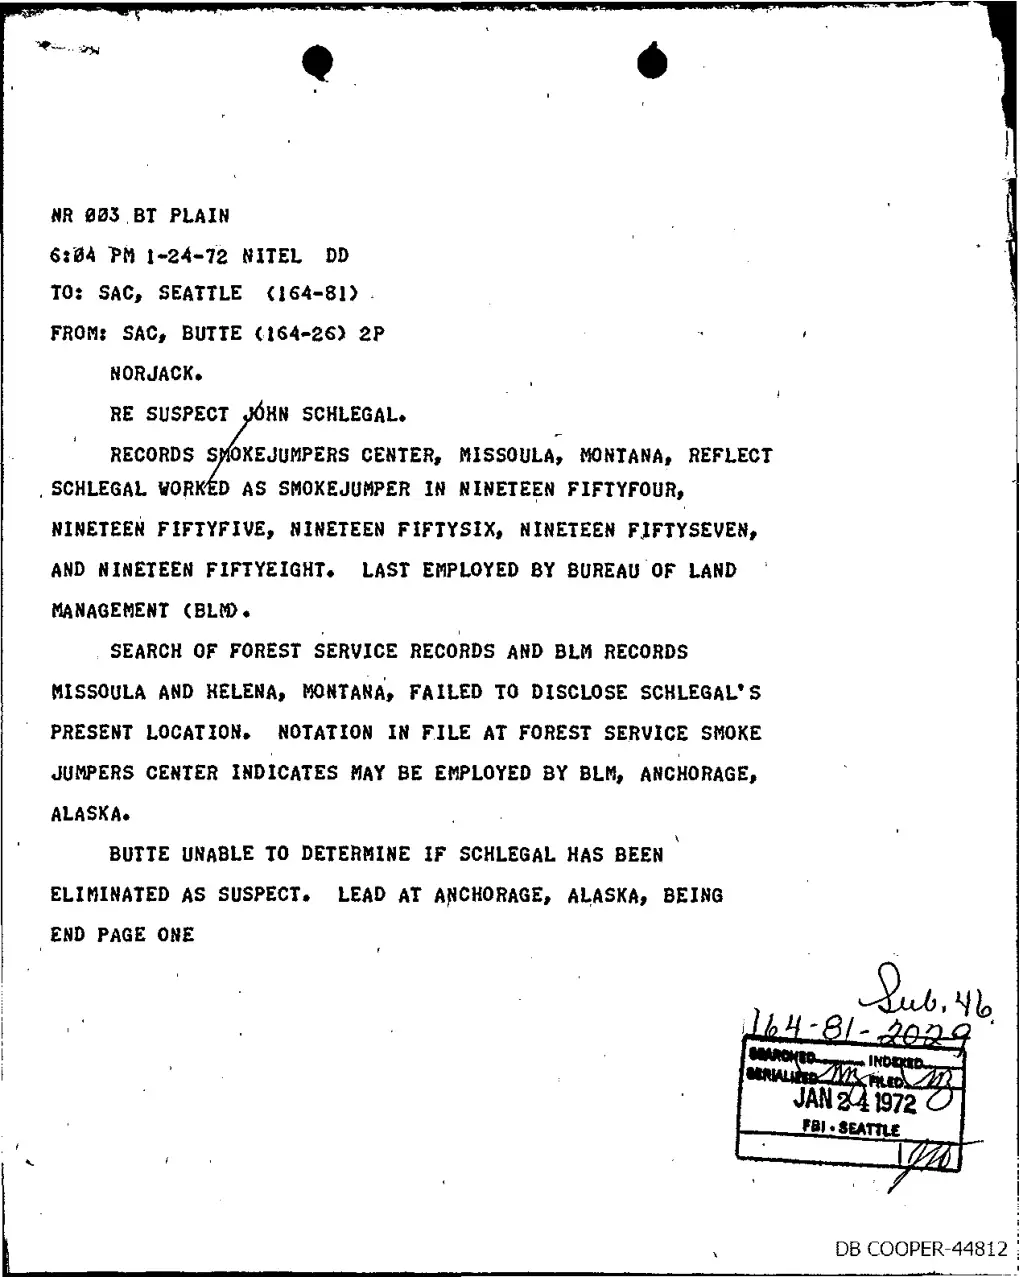 NR 003 BT PLAIN
6:04 PM 1-24-72 NITEL DD
TO: SAC, SEATTLE (164-81)
FROM: SAC, BUTTE (164-26) 2P
NORJACK.
RE SUSPECT JOHN SCHLEGAL.
RECORDS SMOKEJUMPERS CENTER, MISSOULA, MONTANA, REFLECT
SCHLEGAL WORKED AS SMOKEJUMPER IN NINETEEN FIFTYFOUR,
NINETEEN FIFTYFIVE, NINETEEN FIFTYSIX, NINETEEN FIFTYSEVEN,
AND NINETEEN FIFTYEIGHT. LAST EMPLOYED BY BUREAU OF LAND
MANAGEMENT (BLM).
SEARCH OF FOREST SERVICE RECORDS AND BLM RECORDS
MISSOULA AND HELENA, MONTANA, FAILED TO DISCLOSE SCHLEGAL'S
PRESENT LOCATION. NOTATION IN FILE AT FOREST SERVICE SMOKE
JUMPERS CENTER INDICATES MAY BE EMPLOYED BY BLM, ANCHORAGE,
ALASKA.
BUTTE UNABLE TO DETERMINE IF SCHLEGAL HAS BEEN
ELIMINATED AS SUSPECT. LEAD AT ANCHORAGE, ALASKA, BEING
END PAGE ONE
Sub. 46
164-81-2029
SEARCHED INDEXED
SERIALIZED FILED
JAN 24 1972
FBI - SEATTLE
DB COOPER-44812